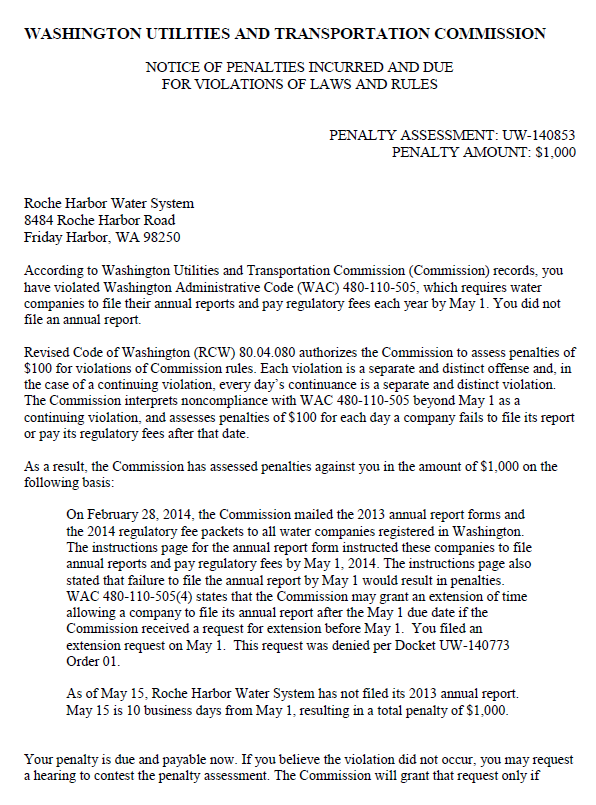 WASHINGTON UTILITIES AND TRANSPORTATION COMMISSION
NOTICE OF PENALTIES INCURRED AND DUE
FOR VIOLATIONS OF LAWS AND RULES
PENALTY ASSESSMENT: UW-140853
PENALTY AMOUNT: $1,000
Roche Harbor Water System
8484 Roche Harbor Road
Friday Harbor, WA 98250
According to Washington Utilities and Transportation Commission (Commission) records, you
have violated Washington Administrative Code (WAC) 480-110-505, which requires water
companies to file their annual reports and pay regulatory fees each year by May 1. You did not
file an annual report.
Revised Code of Washington (RCW) 80.04.080 authorizes the Commission to assess penalties of
$100 for violations of Commission rules. Each violation is a separate and distinct offense and, in
the case of a continuing violation, every day's continuance is a separate and distinct violation.
The Commission interprets noncompliance with WAC 480-110-505 beyond May 1 as a
continuing violation, and assesses penalties of $100 for each day a company fails to file its report
or pay its regulatory fees after that date.
As a result, the Commission has assessed penalties against you in the amount of $1,000 on the
following basis:
On February 28, 2014, the Commission mailed the 2013 annual report forms and
the 2014 regulatory fee packets to all water companies registered in Washington.
The instructions page for the annual report form instructed these companies to file
annual reports and pay regulatory fees by May 1, 2014. The instructions page also
stated that failure to file the annual report by May 1 would result in penalties.
WAC 480-110-505(4) states that the Commission may grant an extension of time
allowing a company to file its annual report after the May 1 due date if the
Commission received a request for extension before May 1.  You filed an
extension request on May 1.  This request was denied per Docket UW-140773
Order 01.
As of May 15, Roche Harbor Water System has not filed its 2013 annual report.
May 15 is 10 business days from May 1, resulting in a total penalty of $1,000.
Your penalty is due and payable now. If you believe the violation did not occur, you may request
a hearing to contest the penalty assessment. The Commission will grant that request only if